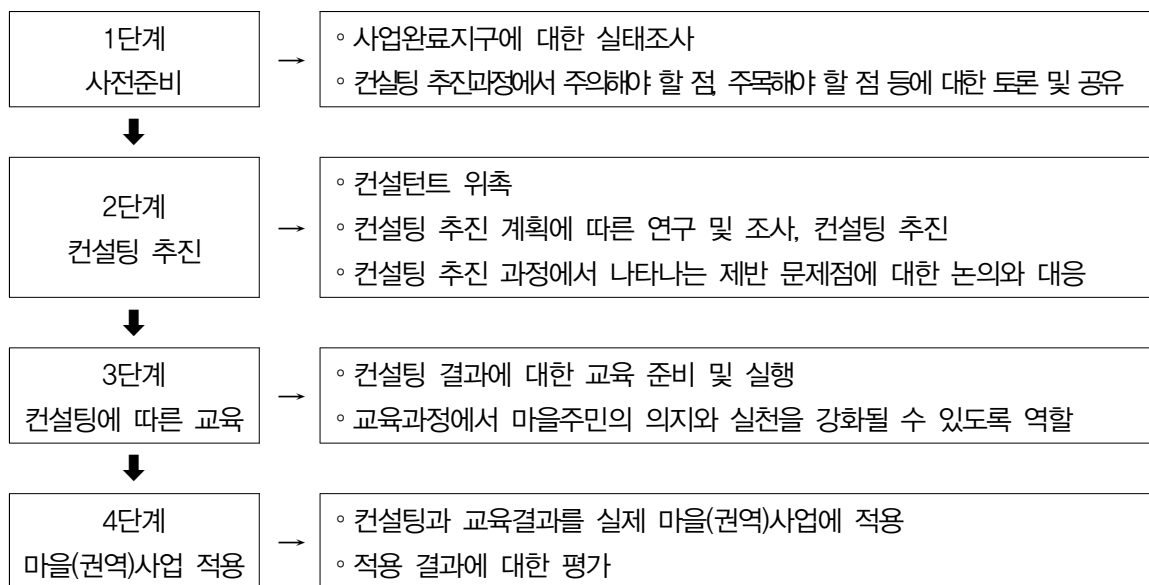 1단계
사전준비
→
◦ 사업완료지구에 대한 실태조사
◦ 컨설팅 추진과정에서 주의해야 할 점, 주목해야 할 점 등에 대한 토론 및 공유
2단계
컨설팅 추진
→
◦ 컨설턴트 위촉
◦ 컨설팅 추진 계획에 따른 연구 및 조사, 컨설팅 추진
◦ 컨설팅 추진 과정에서 나타나는 제반 문제점에 대한 논의와 대응
3단계
컨설팅에 따른 교육
→
◦ 컨설팅 결과에 대한 교육 준비 및 실행
◦ 교육과정에서 마을주민의 의지와 실천을 강화될 수 있도록 역할
4단계
마을(권역)사업 적용
→
◦ 컨설팅과 교육결과를 실제 마을(권역)사업에 적용
◦ 적용 결과에 대한 평가